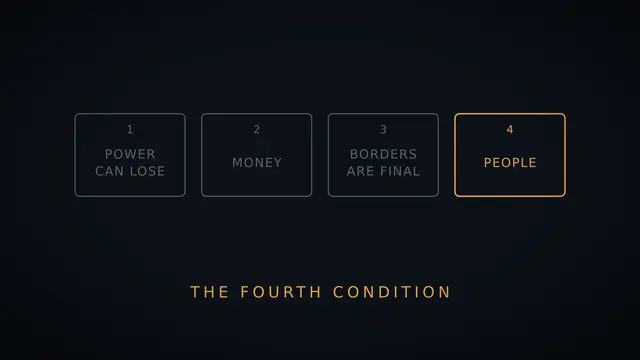 1
POWER
CAN LOSE
2
MONEY
3
BORDERS
ARE FINAL
4
PEOPLE
THE FOURTH CONDITION